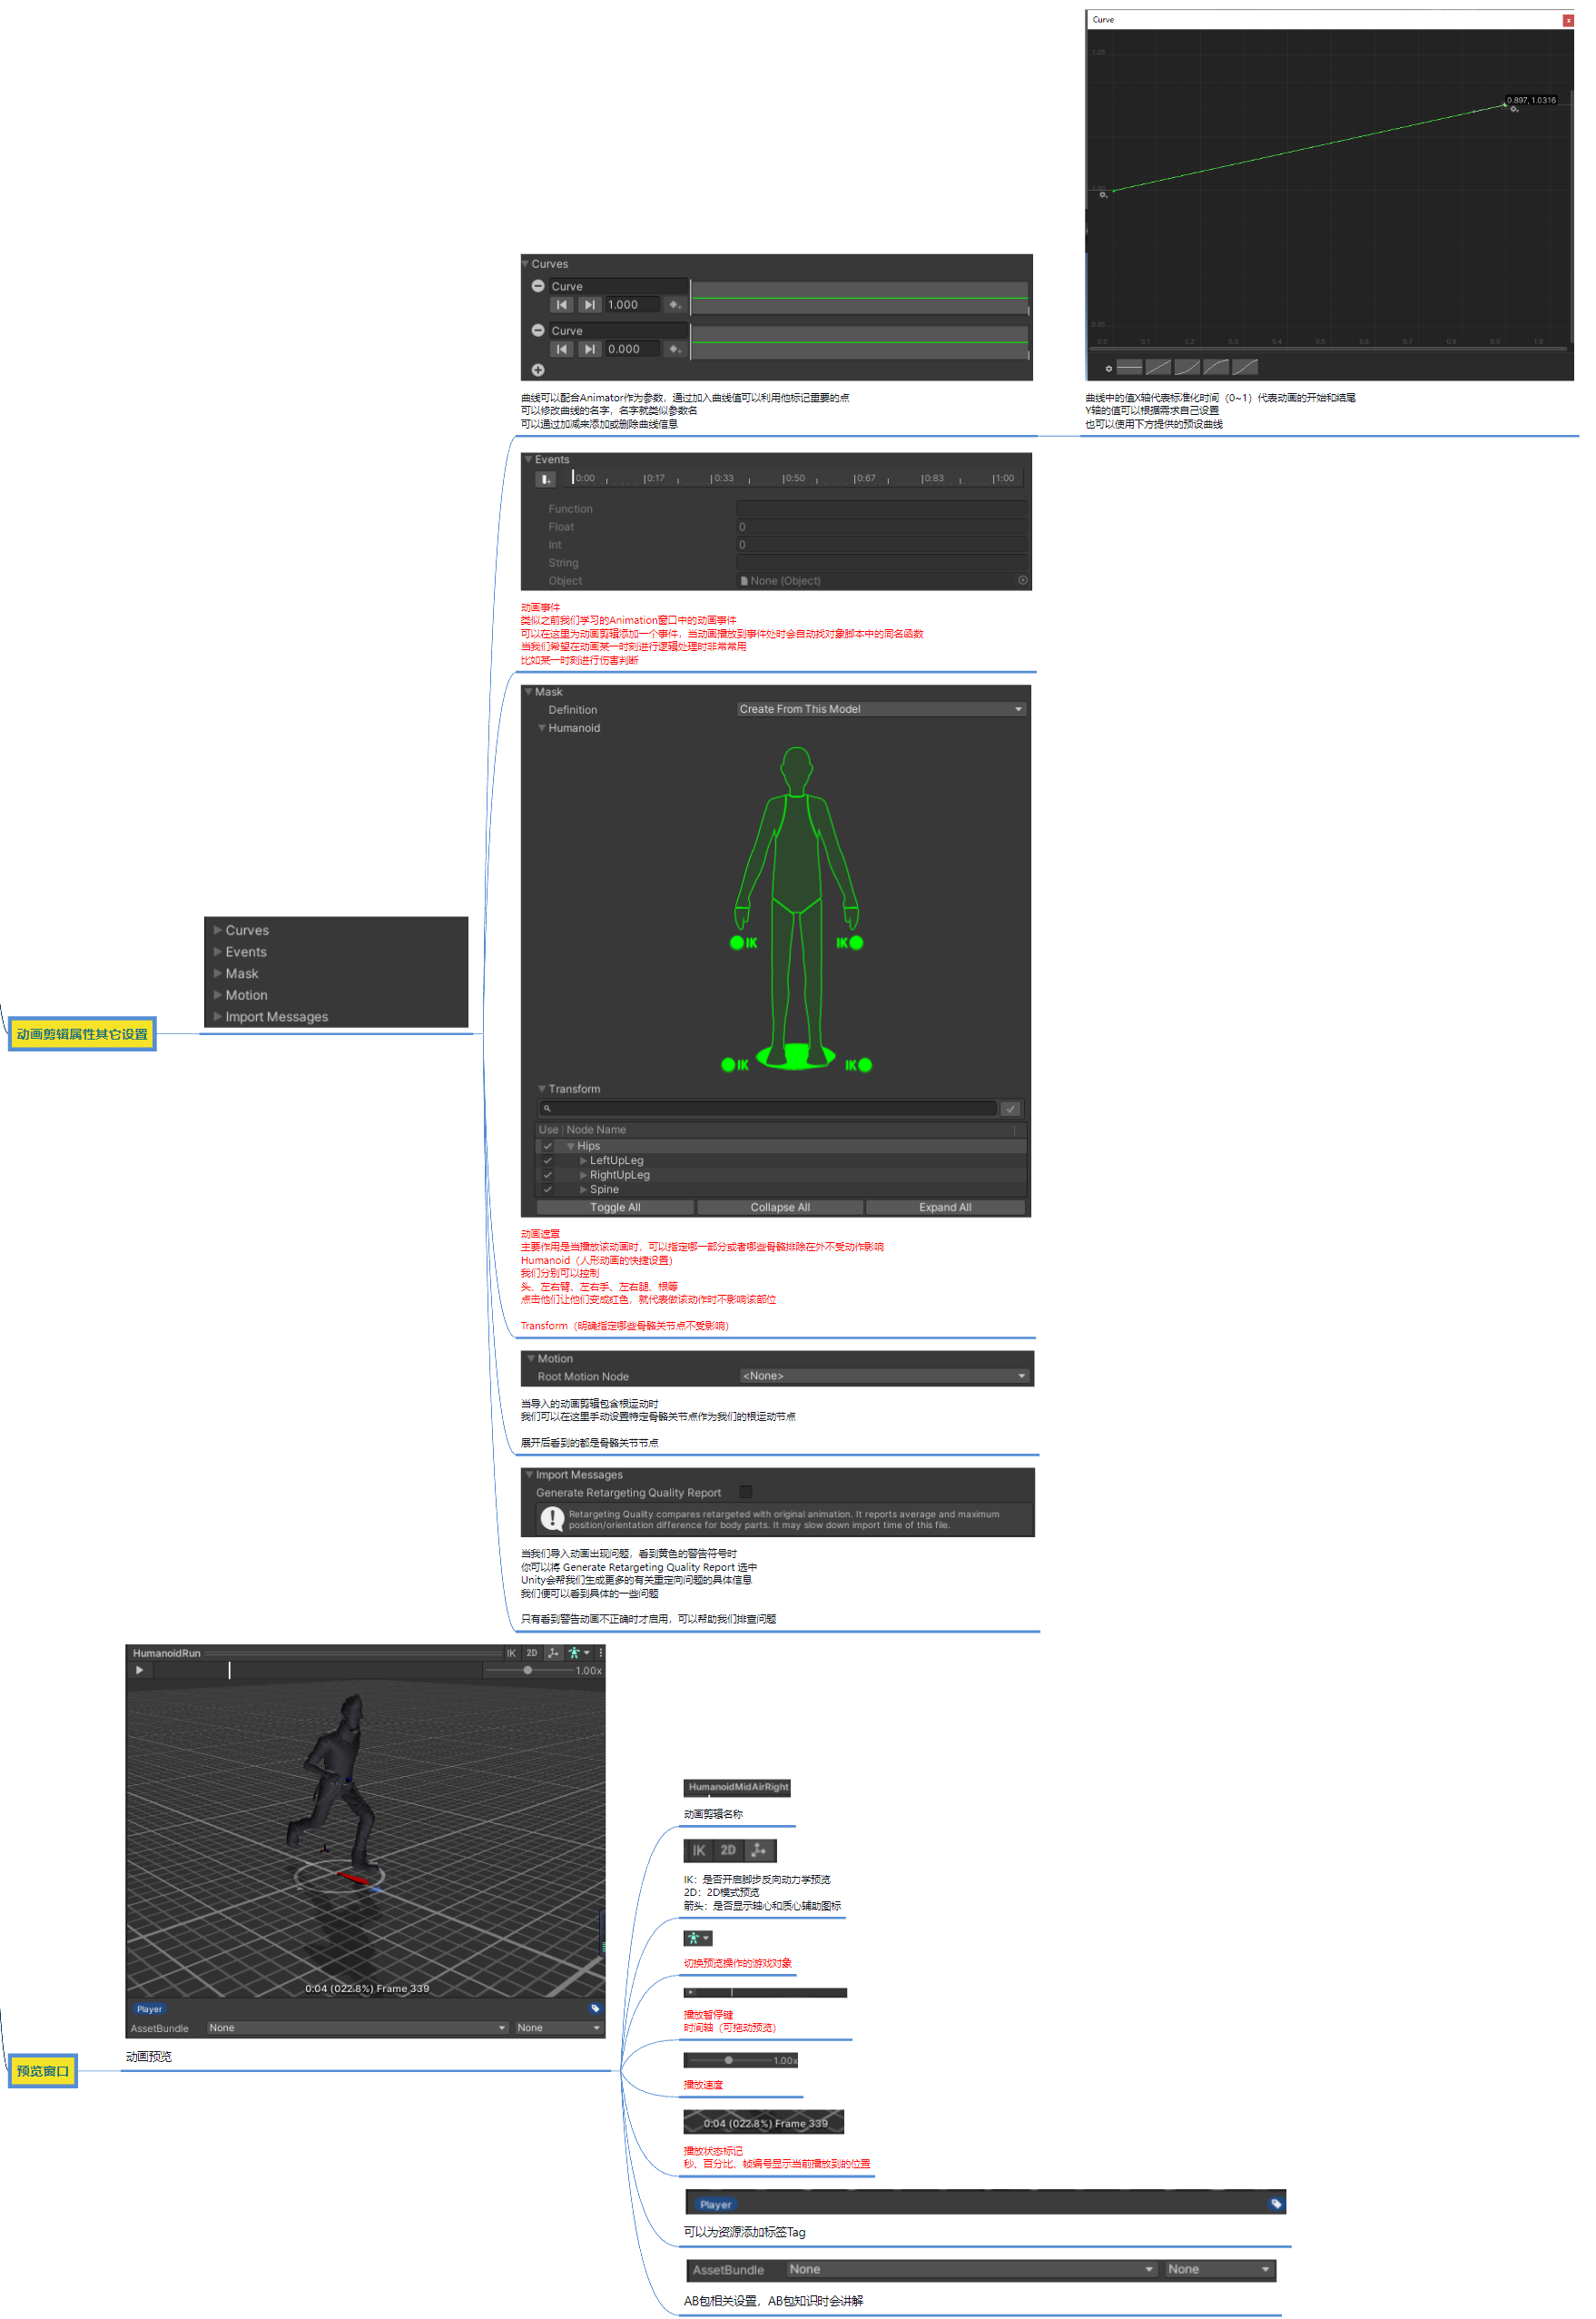 Curve
1.05
0.897, 1.0316
1.00
0.95
0.0 0.1 0.2 0.3 0.4 0.5 0.6 0.7 0.8 0.9 1.0
曲线中的值X轴代表标准化时间（0~1）代表动画的开始和结尾
Y轴的值可以根据需求自己设置
也可以使用下方提供的预设曲线
Curves
Curve
1.000
Curve
0.000
曲线可以配合Animator作为参数，通过加入曲线值可以利用他标记重要的点
可以修改曲线的名字，名字就类似参数名
可以通过加减来添加或删除曲线信息
Events
0:00 0:17 0:33 0:50 0:67 0:83 1:00
Function
Float 0
Int 0
String
Object None (Object)
动画事件
类似之前我们学习的Animation窗口中的动画事件
可以在这里为动画剪辑添加一个事件，当动画播放到事件处时会自动找对象脚本中的同名函数
当我们希望在动画某一时刻进行逻辑处理时非常常用
比如某一时刻进行伤害判断
Mask
Definition Create From This Model
Humanoid
IK IK
IK IK
Transform
Use Node Name
Hips
LeftUpLeg
RightUpLeg
Spine
Toggle All Collapse All Expand All
动画遮罩
主要作用是当播放该动画时，可以指定哪一部分或者哪些骨骼排除在外不受动作影响
Humanoid（人形动画的快捷设置）
我们分别可以控制
头、左右臂、左右手、左右腿、根等
点击他们让他们变成红色，就代表做该动作时不影响该部位
Transform（明确指定哪些骨骼关节点不受影响）
Motion
Root Motion Node <None>
当导入的动画剪辑包含根运动时
我们可以在这里手动设置特定骨骼关节点作为我们的根运动节点
展开后看到的都是骨骼关节节点
Import Messages
Generate Retargeting Quality Report
Retargeting Quality compares retargeted with original animation. It reports average and maximum
position/orientation difference for body parts. It may slow down import time of this file.
当我们导入动画出现问题，看到黄色的警告符号时
你可以将 Generate Retargeting Quality Report 选中
Unity会帮我们生成更多的有关重定向问题的具体信息
我们便可以看到具体的一些问题
只有看到警告动画不正确时才启用，可以帮助我们排查问题
Curves
Events
Mask
Motion
Import Messages
动画剪辑属性其它设置
HumanoidRun IK 2D
1.00x
0:04 (022.8%) Frame 339
Player
AssetBundle None None
动画预览
预览窗口
HumanoidMidAirRight
动画剪辑名称
IK 2D
IK：是否开启脚步反向动力学预览
2D：2D模式预览
箭头：是否显示轴心和质心辅助图标
切换预览操作的游戏对象
播放暂停键
时间轴（可拖动预览）
1.00x
播放速度
0:04 (022.8%) Frame 339
播放状态标记
秒、百分比、帧编号显示当前播放到的位置
Player
可以为资源添加标签Tag
AssetBundle None None
AB包相关设置，AB包知识时会讲解